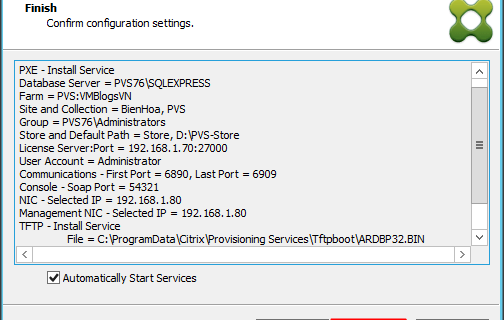 Finish
Confirm configuration settings.
PXE - Install Service
Database Server = PVS76\SQLEXPRESS
Farm = PVS:VMBlogsVN
Site and Collection = BienHoa, PVS
Group = PVS76\Administrators
Store and Default Path = Store, D:\PVS-Store
License Server:Port = 192.168.1.70:27000
User Account = Administrator
Communications - First Port = 6890, Last Port = 6909
Console - Soap Port = 54321
NIC - Selected IP = 192.168.1.80
Management NIC - Selected IP = 192.168.1.80
TFTP - Install Service
File = C:\ProgramData\Citrix\Provisioning Services\Tftpboot\ARDBP32.BIN
Automatically Start Services